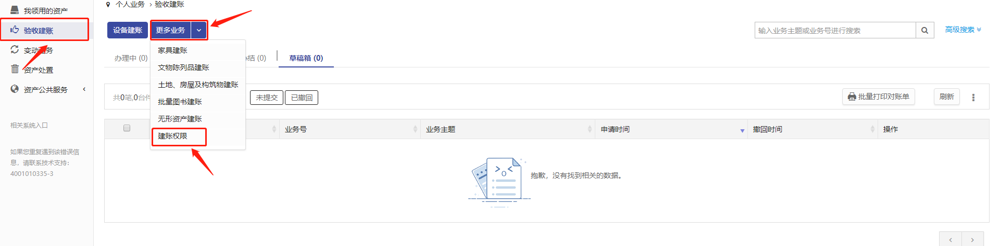 我领用的资产
验收建账
变动业务
资产处置
资产公共服务
相关系统入口
如果您重复遇到该错误信
息，请联系技术支持：
4001010335-3
个人业务 > 验收建账
设备建账 更多业务
输入业务主题或业务号进行搜索 高级搜索
办理中 (0) 结 (0) 草稿箱 (0)
家具建账
文物陈列品建账
土地、房屋及构筑物建账
批量图书建账
无形资产建账
建账权限
共0笔,0台件 未提交 已撤回 批量打印对账单 刷新
业务号 业务主题 申请时间 撤回时间 操作
抱歉，没有找到相关的数据。